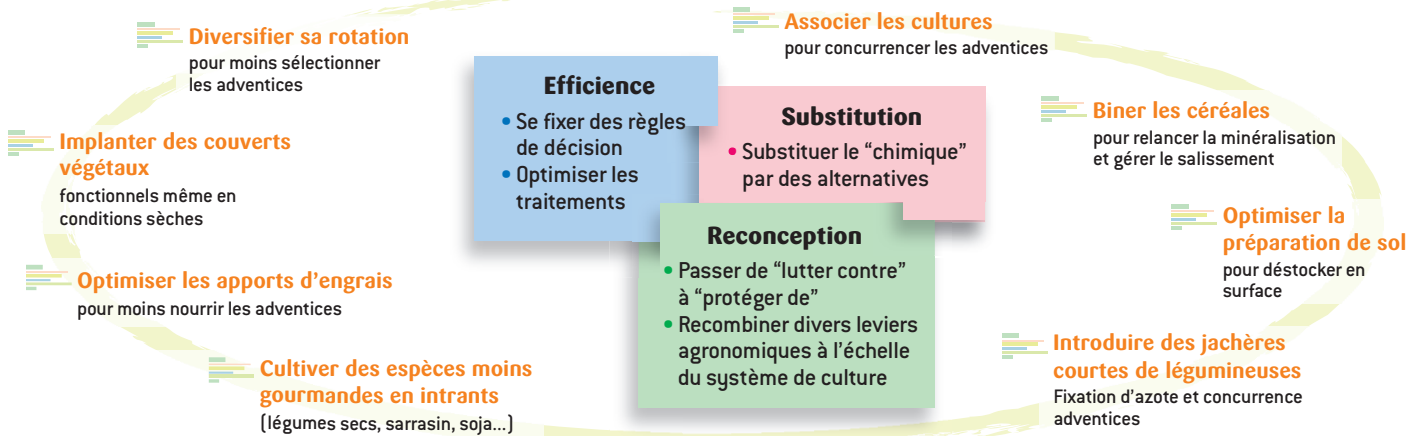 Diversifier sa rotation
pour moins sélectionner
les adventices
Implanter des couverts
végétaux
fonctionnels même en
conditions sèches
Optimiser les apports d'engrais
pour moins nourrir les adventices
Cultiver des espèces moins
gourmandes en intrants
(légumes secs, sarrasin, soja...)
Efficience
• Se fixer des règles
de décision
• Optimiser les
traitements
Substitution
• Substituer le “chimique”
par des alternatives
Reconception
• Passer de “lutter contre”
à “protéger de”
• Recombiner divers leviers
agronomiques à l'échelle
du système de culture
Associer les cultures
pour concurrencer les adventices
Biner les céréales
pour relancer la minéralisation
et gérer le salissement
Optimiser la
préparation de sol
pour déstocker en
surface
Introduire des jachères
courtes de légumineuses
Fixation d'azote et concurrence
adventices